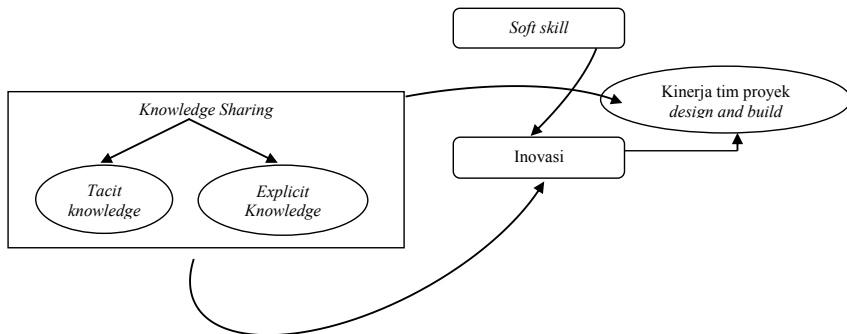 Soft skill
Kinerja tim proyek
design and build
Knowledge Sharing
Inovasi
Tacit
knowledge
Explicit
Knowledge